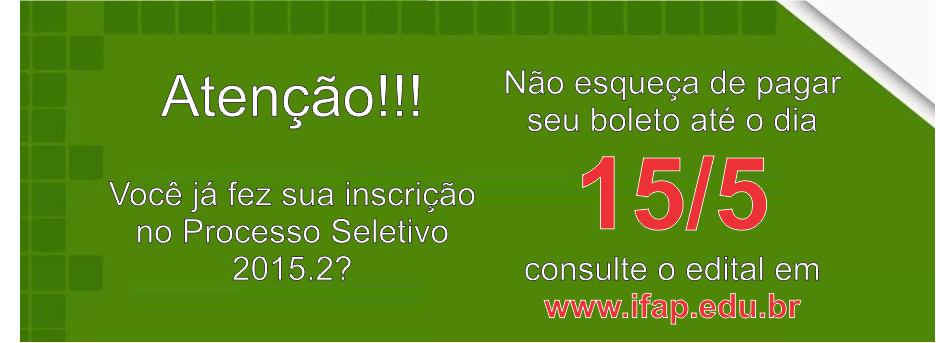 Atenção!!!
Você já fez sua inscrição
no Processo Seletivo
2015.2?
Não esqueça de pagar
seu boleto até o dia
15/5
consulte o edital em
www.ifap.edu.br